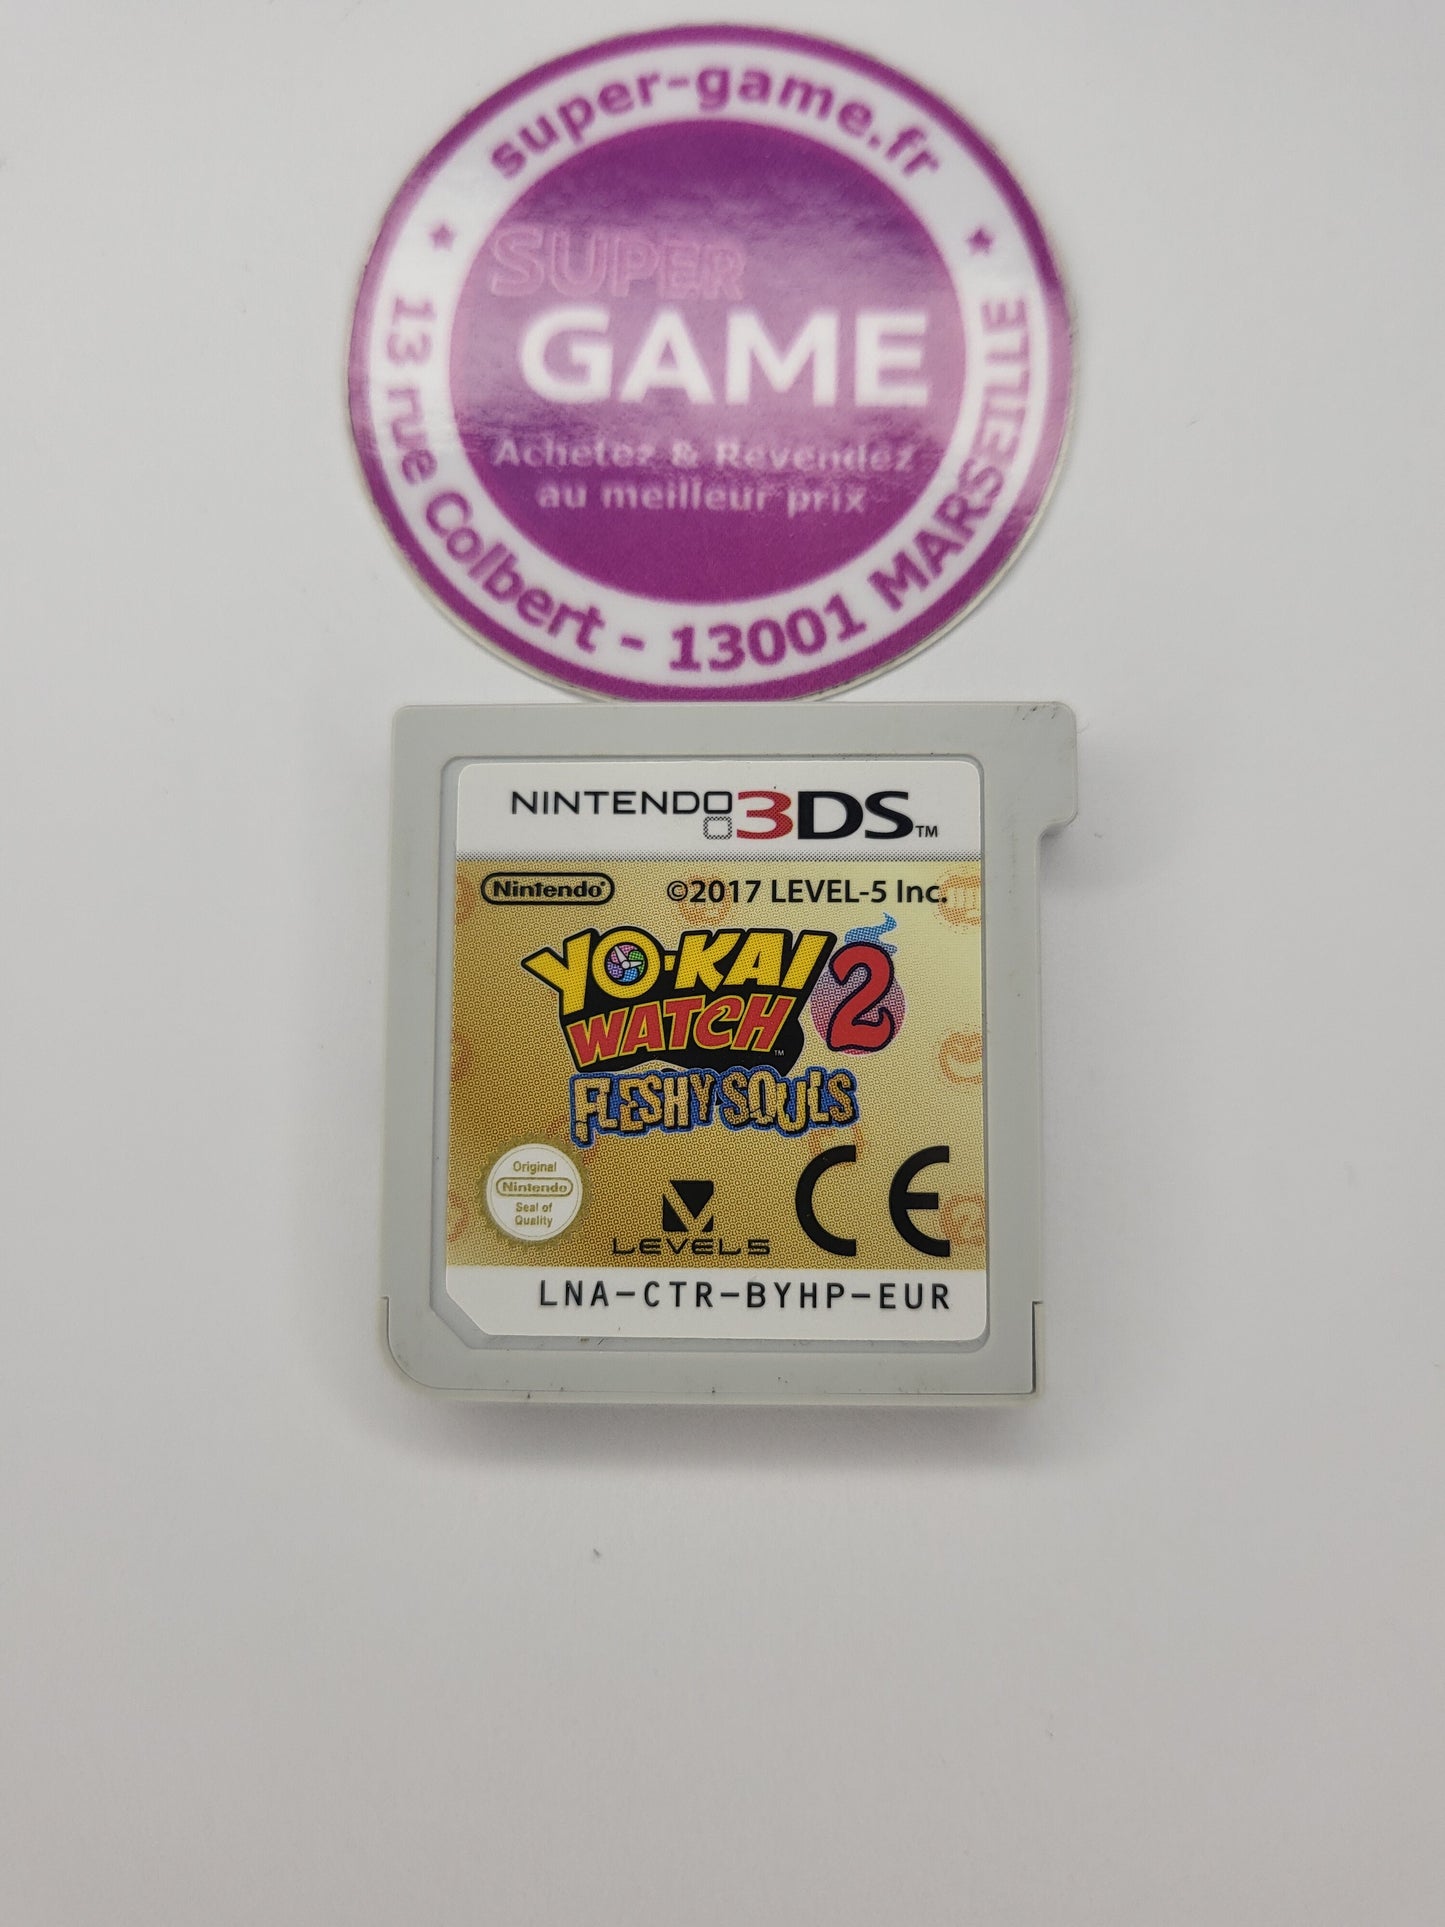 super-game.fr
SUPER
GAME
Achetez & Revendez
au meilleur prix
13 rue Colbert - 13001 MARSEILLE
NINTENDO 3DS™
Nintendo® ©2017 LEVEL-5 Inc.
YO-KAI
WATCH™ 2
FLESHY SOULS
Original
Nintendo
Seal of
Quality
LEVEL5
CE
LNA-CTR-BYHP-EUR